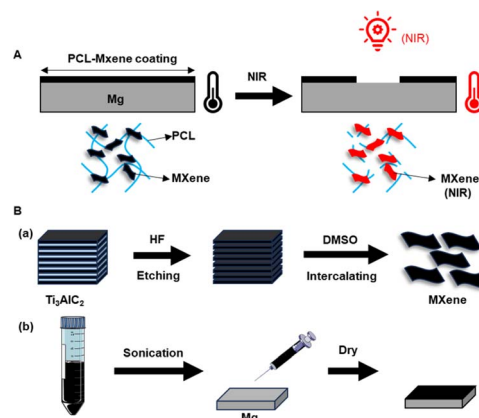 A
PCL-Mxene coating
Mg
NIR
(NIR)
PCL
MXene
MXene
(NIR)
B
(a)
Ti₃AlC₂
HF
Etching
DMSO
Intercalating
MXene
(b)
Sonication
Mg
Dry